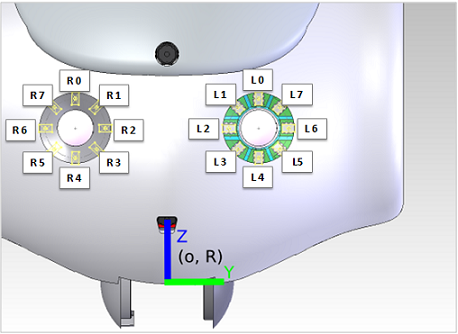 R0
R7 R1
R6 R2
R5 R3
R4
L0
L1 L7
L2 L6
L3 L5
L4
Z
(o, R)
Y